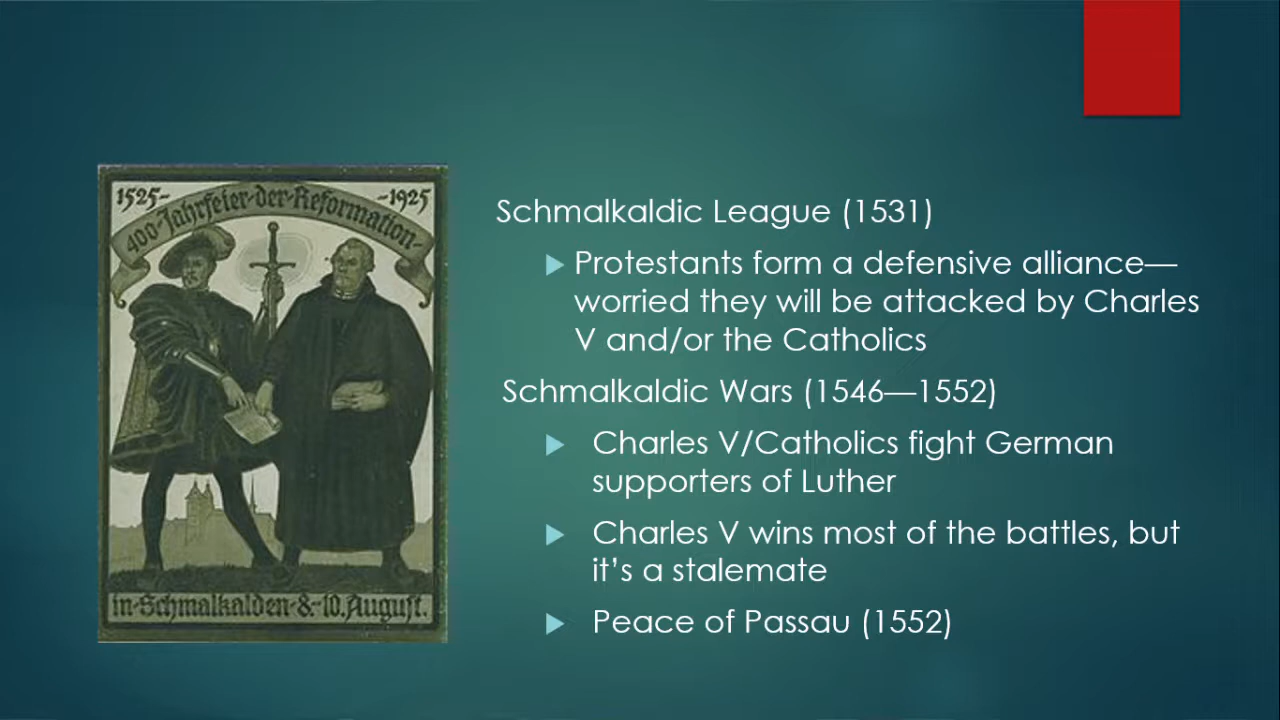 1525- -1925
400-Jahrfeier-der-Reformation-
in-Schmalkalden-8-10.August.
Schmalkaldic League (1531)
Protestants form a defensive alliance—
worried they will be attacked by Charles
V and/or the Catholics
Schmalkaldic Wars (1546—1552)
Charles V/Catholics fight German
supporters of Luther
Charles V wins most of the battles, but
it's a stalemate
Peace of Passau (1552)